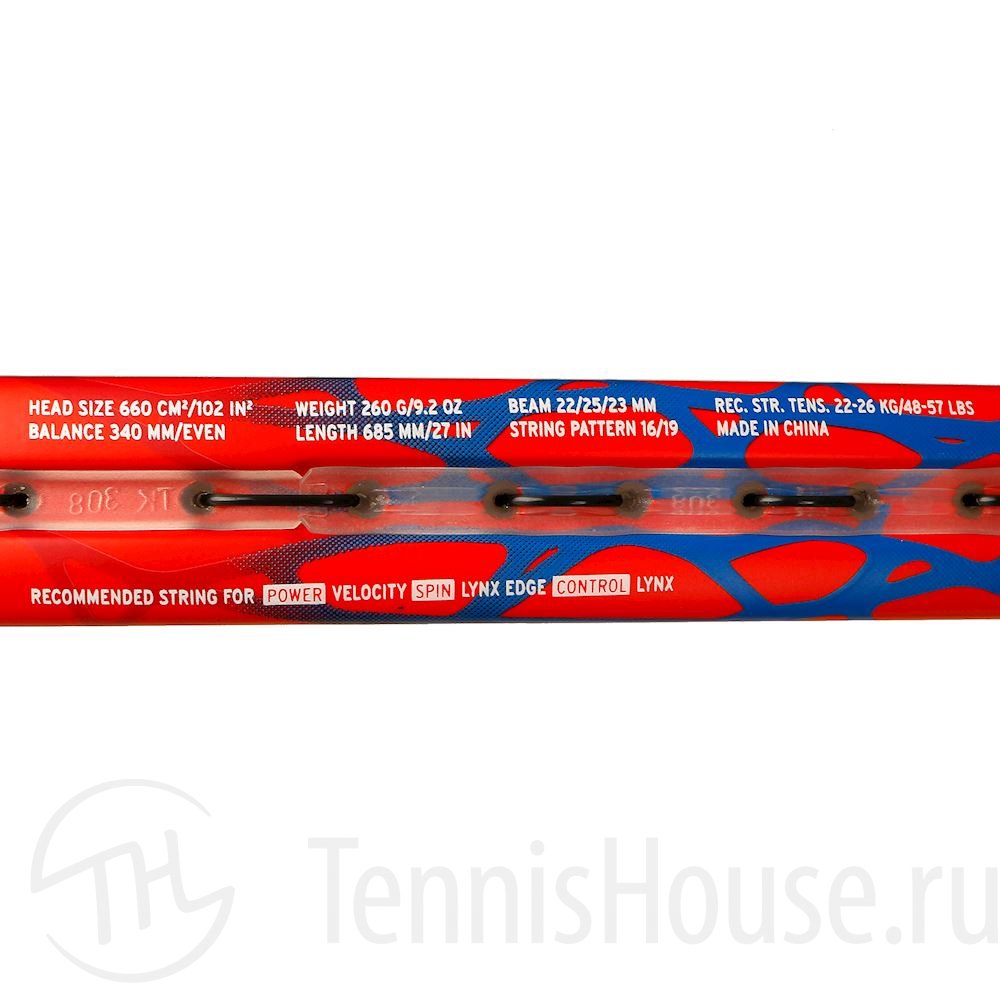 HEAD SIZE 660 CM²/102 IN² WEIGHT 260 G/9.2 OZ BEAM 22/25/23 MM REC. STR. TENS. 22-26 KG/48-57 LBS
BALANCE 340 MM/EVEN LENGTH 685 MM/27 IN STRING PATTERN 16/19 MADE IN CHINA
TK 308 308
RECOMMENDED STRING FOR POWER VELOCITY SPIN LYNX EDGE CONTROL LYNX
TH TennisHouse.ru